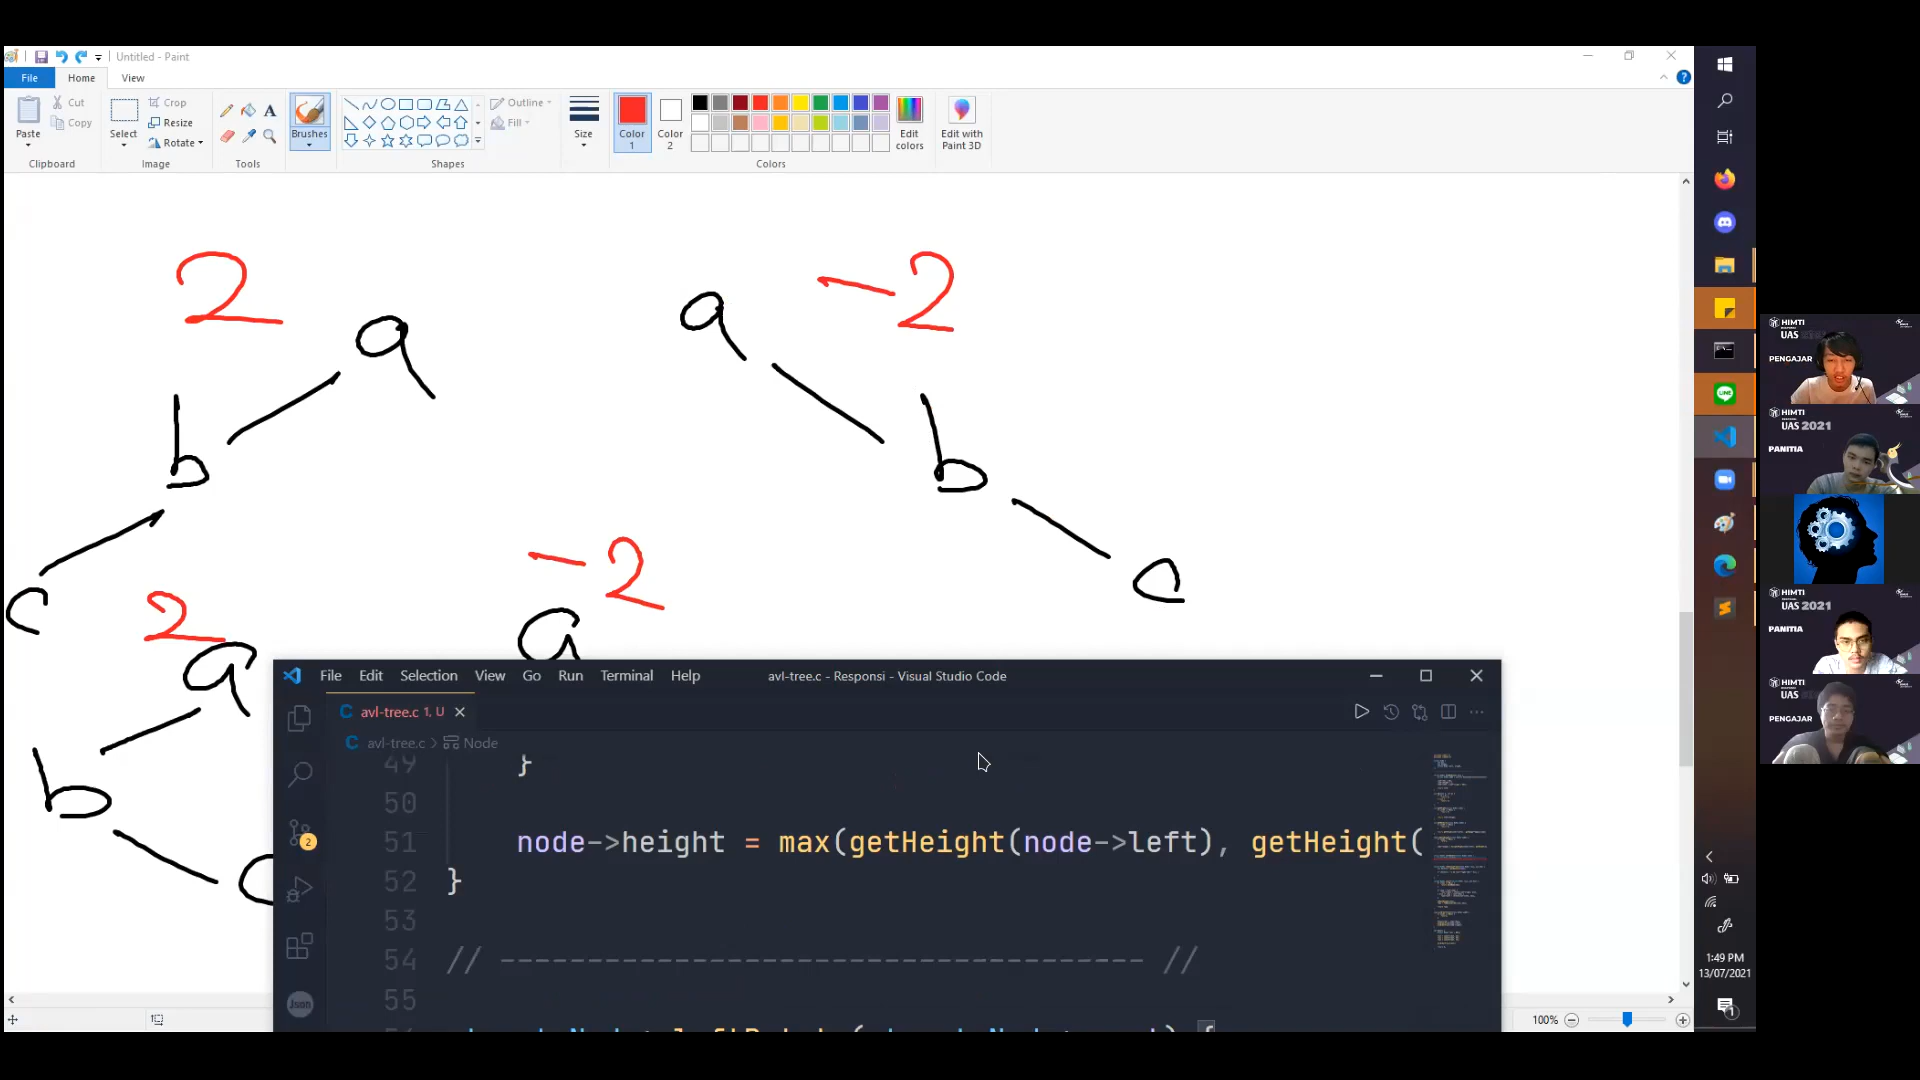 Untitled - Paint
File Home View
Cut
Copy
Paste
Clipboard
Crop
Resize
Rotate
Select
Image
Tools
Brushes
Outline
Fill
Shapes
Size
Color 1
Color 2
Edit colors
Edit with Paint 3D
Colors
2
a
b
c
a
-2
b
c
2
a
b
c
-2
a
File Edit Selection View Go Run Terminal Help
avl-tree.c - Responsi - Visual Studio Code
avl-tree.c 1, U
avl-tree.c > Node
49 }
50
51 node->height = max(getHeight(node->left), getHeight(
52 }
53
54 // ------------------------------------- //
55
2
Json
100%
1:49 PM
13/07/2021
1
HIMTI
UAS
PENGAJAR
HIMTI
UAS 2021
PANITIA
HIMTI
UAS 2021
PANITIA
HIMTI
UAS
PENGAJAR